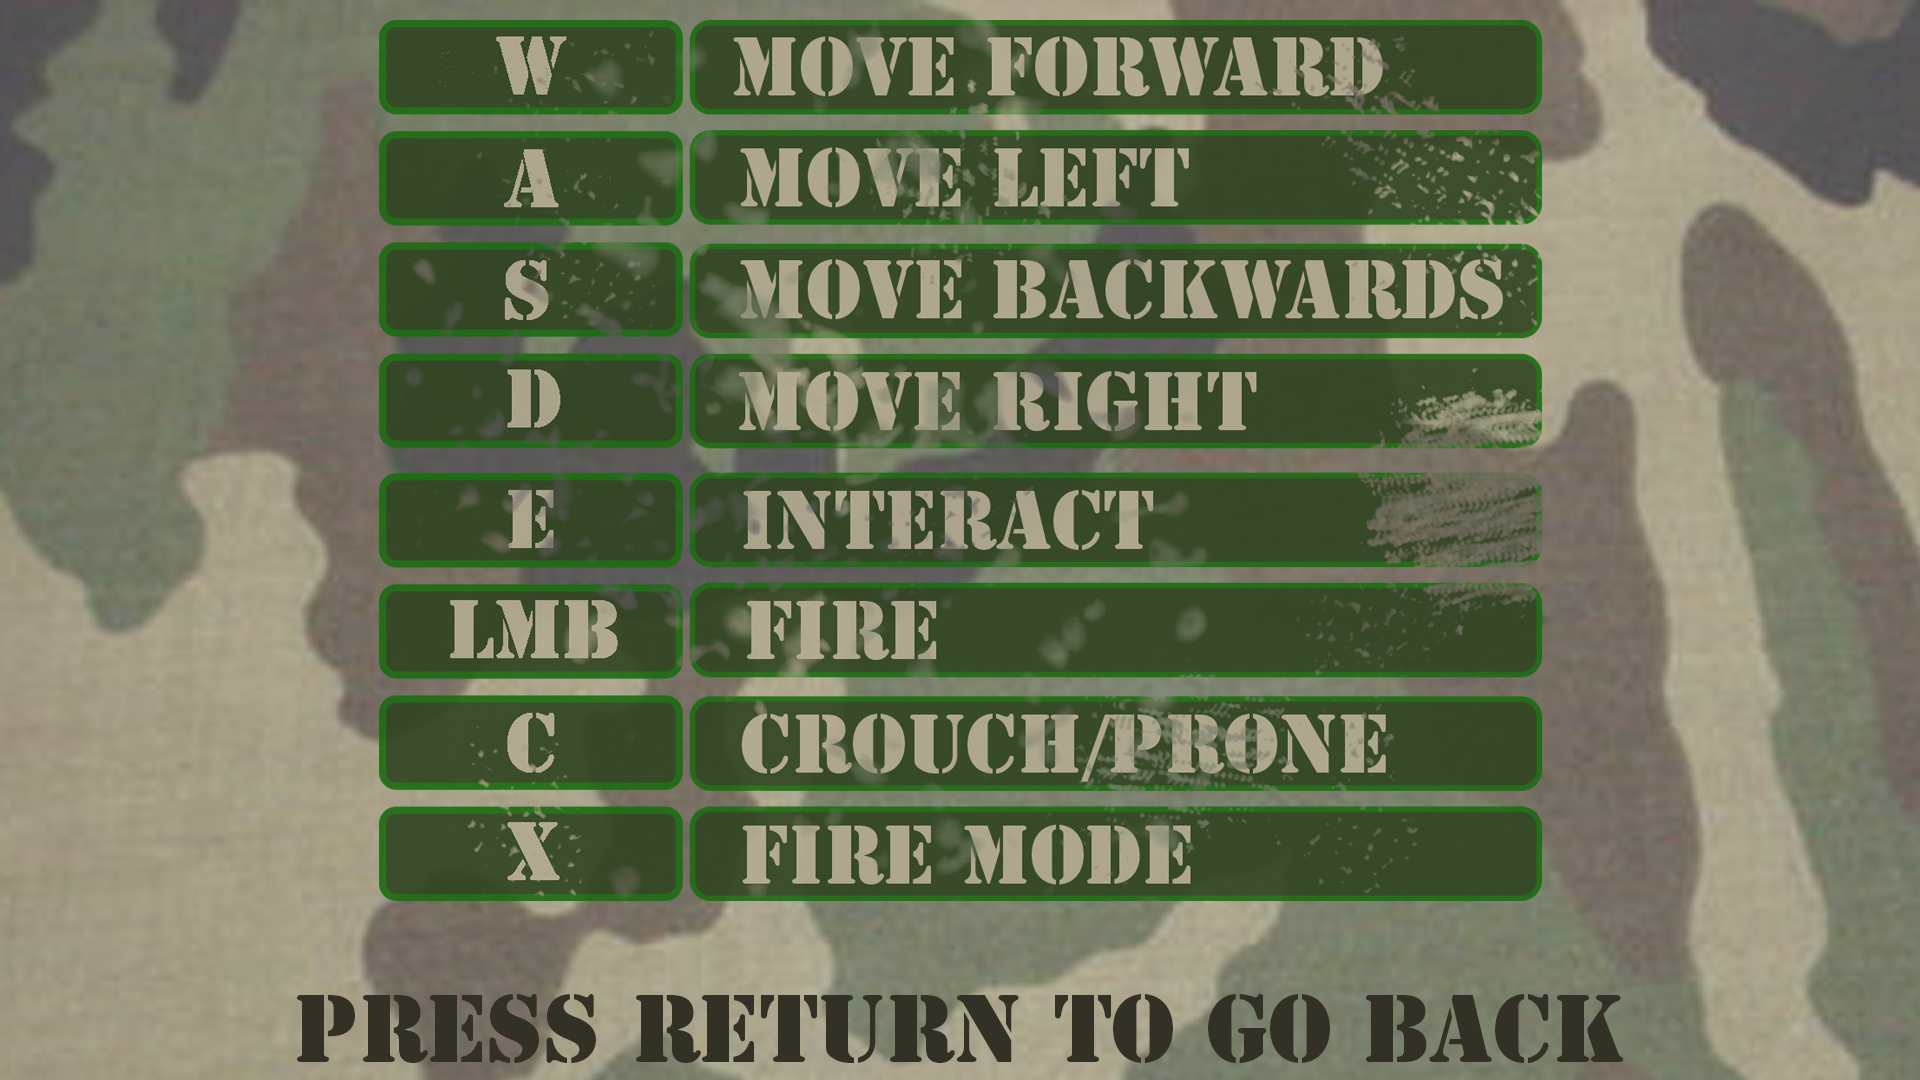 W MOVE FORWARD
A MOVE LEFT
S MOVE BACKWARDS
D MOVE RIGHT
E INTERACT
LMB FIRE
C CROUCH/PRONE
X FIRE MODE
PRESS RETURN TO GO BACK